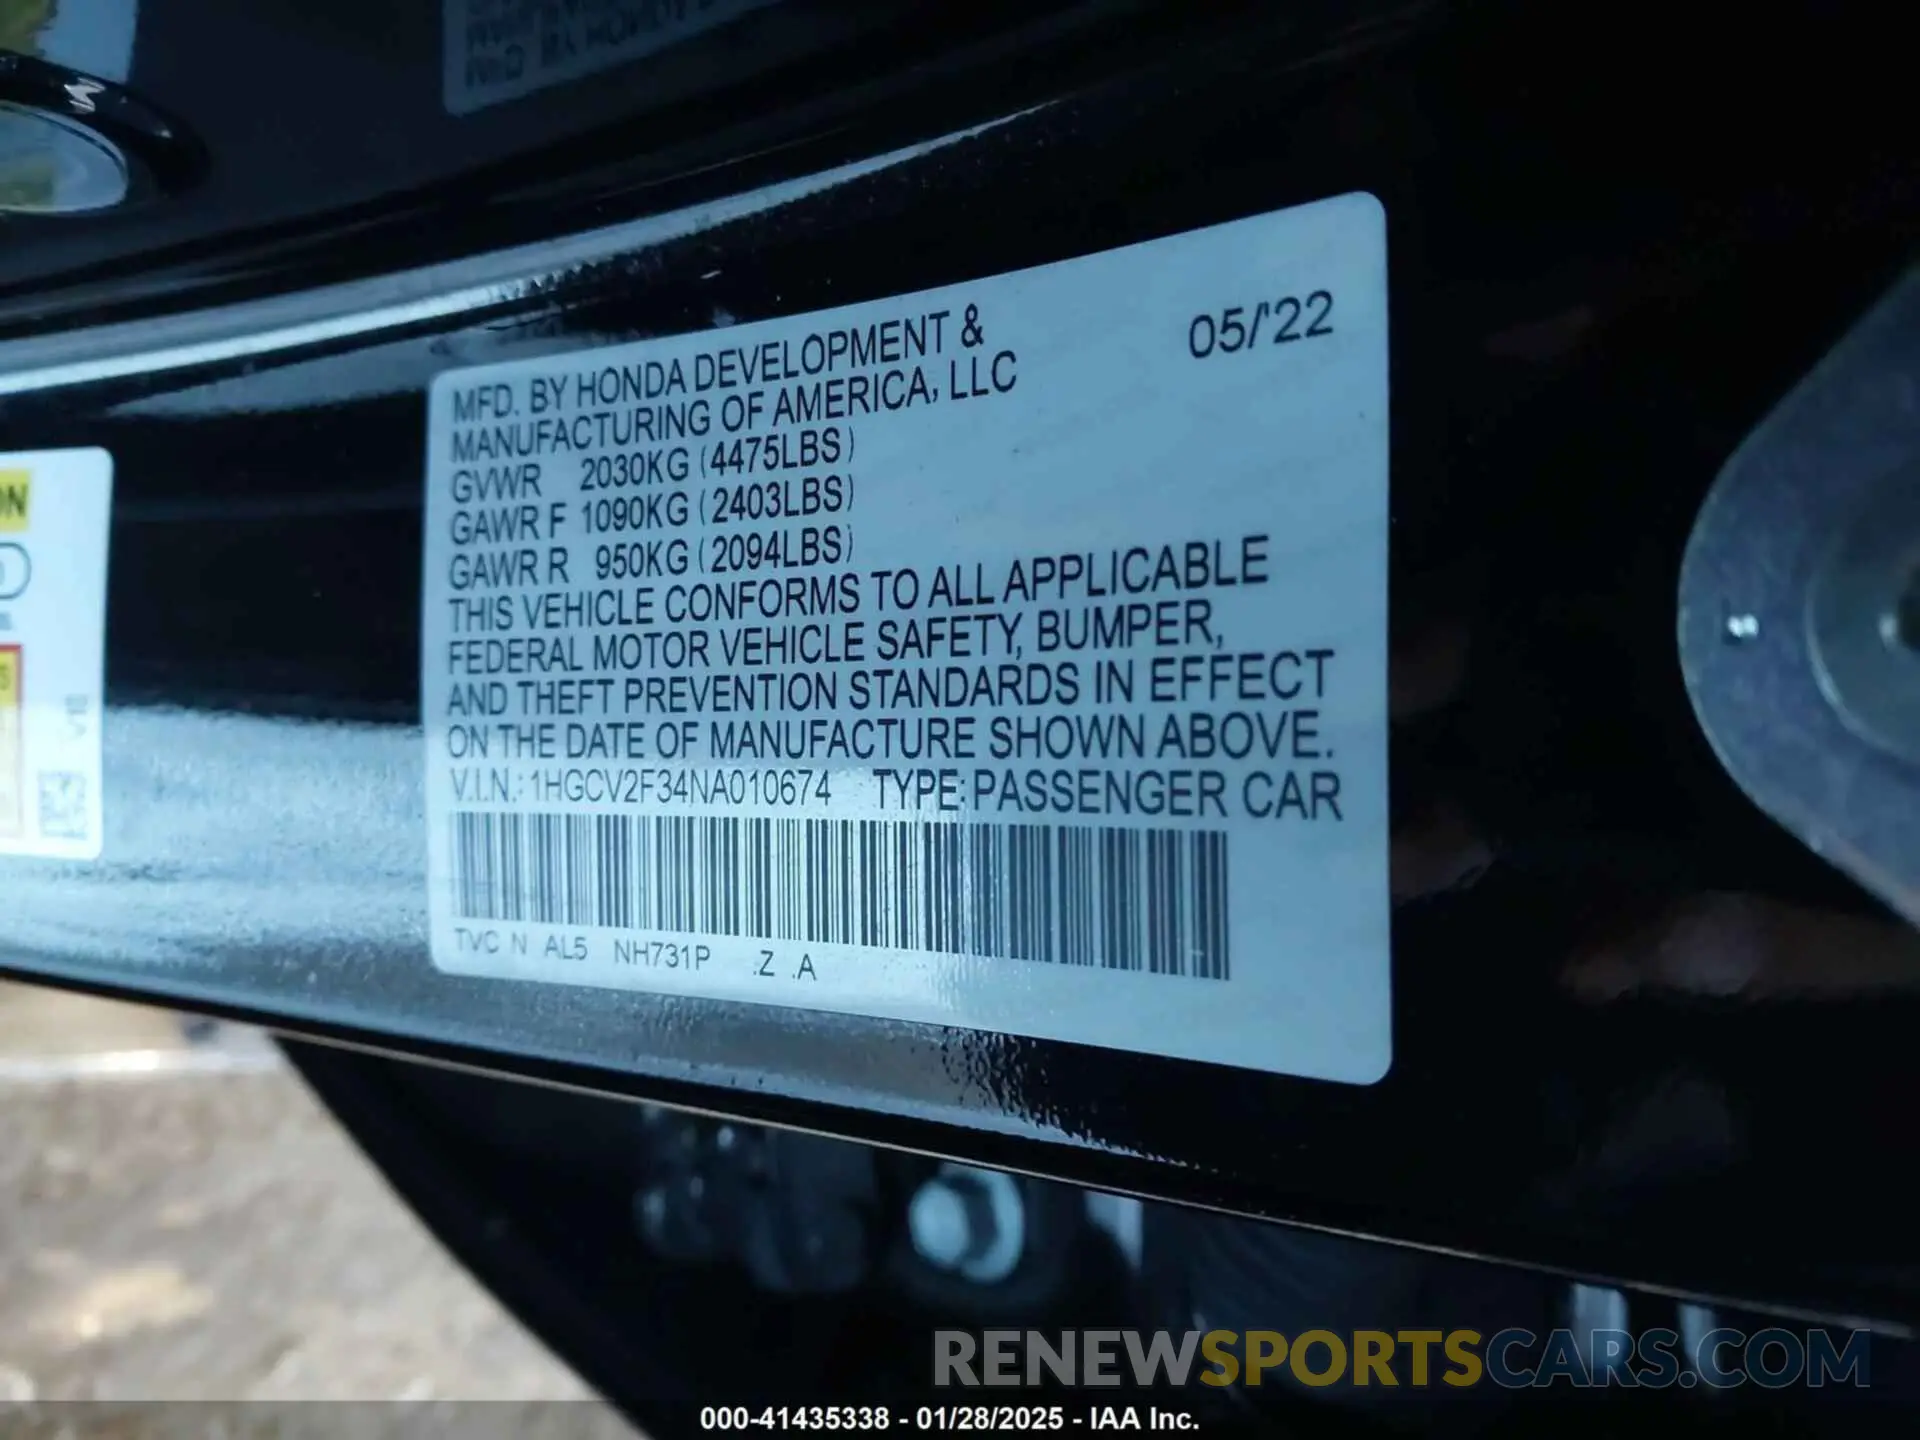 MFD. BY HONDA DEVELOPMENT &
MANUFACTURING OF AMERICA, LLC
05/'22
GVWR 2030KG (4475LBS)
GAWR F 1090KG (2403LBS)
GAWR R 950KG (2094LBS)
THIS VEHICLE CONFORMS TO ALL APPLICABLE
FEDERAL MOTOR VEHICLE SAFETY, BUMPER,
AND THEFT PREVENTION STANDARDS IN EFFECT
ON THE DATE OF MANUFACTURE SHOWN ABOVE.
V.I.N.: 1HGCV2F34NA010674 TYPE: PASSENGER CAR
TVC N AL5 NH731P .Z .A
RENEWSPORTSCARS.COM
000-41435338 - 01/28/2025 - IAA Inc.